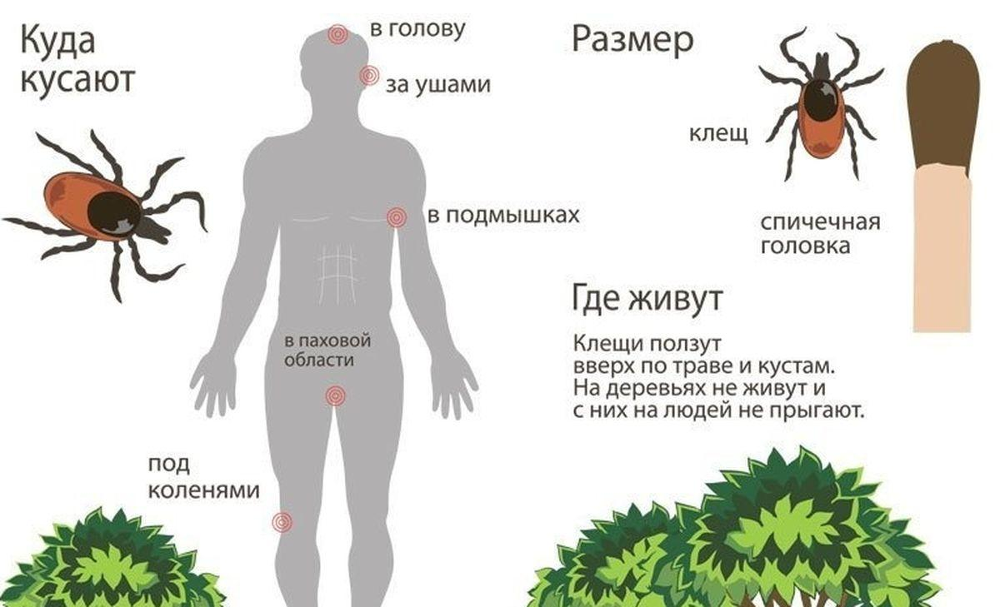 Куда
кусают
в голову
за ушами
в подмышках
в паховой
области
под
коленями
Размер
клещ
спичечная
головка
Где живут
Клещи ползут
вверх по траве и кустам.
На деревьях не живут и
с них на людей не прыгают.